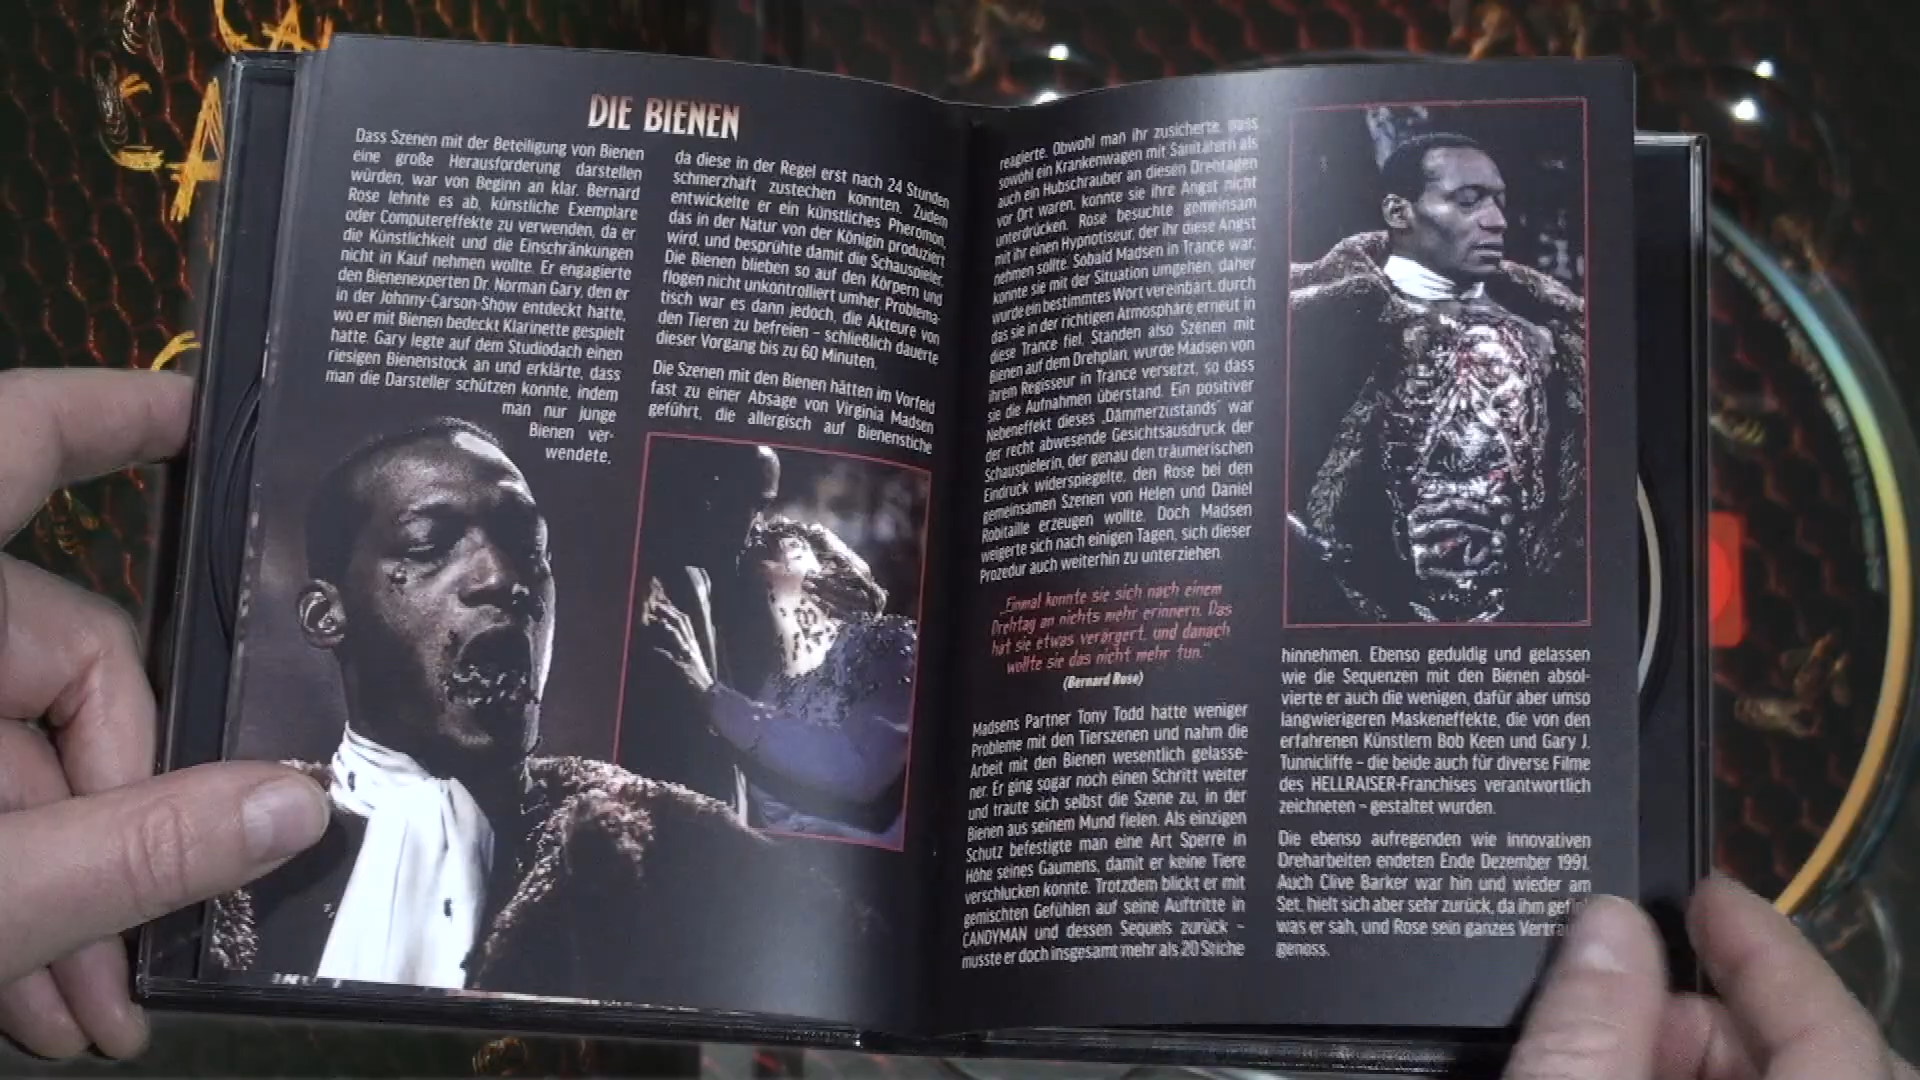 DIE BIENEN
Dass Szenen mit der Beteiligung von Bienen
eine große Herausforderung darstellen
würden, war von Beginn an klar. Bernard
Rose lehnte es ab, künstliche Exemplare
oder Computereffekte zu verwenden, da er
die Künstlichkeit und die Einschränkungen
nicht in Kauf nehmen wollte. Er engagierte
den Bienenexperten Dr. Norman Gary, den er
in der Johnny-Carson-Show entdeckt hatte,
wo er mit Bienen bedeckt Klarinette gespielt
hatte. Gary legte auf dem Studiodach einen
riesigen Bienenstock an und erklärte, dass
man die Darsteller schützen konnte, indem
man nur junge
Bienen ver-
wendete,
da diese in der Regel erst nach 24 Stunden
schmerzhaft zustechen konnten. Zudem
entwickelte er ein künstliches Pheromon,
das in der Natur von der Königin produziert
wird, und besprühte damit die Schauspieler.
Die Bienen blieben so auf den Körpern und
flogen nicht unkontrolliert umher. Problema-
tisch war es dann jedoch, die Akteure von
den Tieren zu befreien – schließlich dauerte
dieser Vorgang bis zu 60 Minuten.
Die Szenen mit den Bienen hätten im Vorfeld
fast zu einer Absage von Virginia Madsen
geführt, die allergisch auf Bienenstiche
reagierte. Obwohl man ihr zusicherte, dass
sowohl ein Krankenwagen mit Sanitätern als
auch ein Hubschrauber an diesen Drehtagen
vor Ort waren, konnte sie ihre Angst nicht
unterdrücken. Rose besuchte gemeinsam
mit ihr einen Hypnotiseur, der ihr diese Angst
nehmen sollte. Sobald Madsen in Trance war,
konnte sie mit der Situation umgehen, daher
wurde ein bestimmtes Wort vereinbart, durch
das sie in der richtigen Atmosphäre erneut in
diese Trance fiel. Standen also Szenen mit
Bienen auf dem Drehplan, wurde Madsen von
ihrem Regisseur in Trance versetzt, so dass
sie die Aufnahmen überstand. Ein positiver
Nebeneffekt dieses „Dämmerzustands“ war
der recht abwesende Gesichtsausdruck der
Schauspielerin, der genau den träumerischen
Eindruck widerspiegelte, den Rose bei den
gemeinsamen Szenen von Helen und Daniel
Robitaille erzeugen wollte. Doch Madsen
weigerte sich nach einigen Tagen, sich dieser
Prozedur auch weiterhin zu unterziehen.
„Einmal konnte sie sich nach einem
Drehtag an nichts mehr erinnern. Das
hat sie etwas verärgert, und danach
wollte sie das nicht mehr tun.“
(Bernard Rose)
Madsens Partner Tony Todd hatte weniger
Probleme mit den Tierszenen und nahm die
Arbeit mit den Bienen wesentlich gelasse-
ner. Er ging sogar noch einen Schritt weiter
und traute sich selbst die Szene zu, in der
Bienen aus seinem Mund fielen. Als einzigen
Schutz befestigte man eine Art Sperre in
Höhe seines Gaumens, damit er keine Tiere
verschlucken konnte. Trotzdem blickt er mit
gemischten Gefühlen auf seine Auftritte in
CANDYMAN und dessen Sequels zurück –
musste er doch insgesamt mehr als 20 Stiche
hinnehmen. Ebenso geduldig und gelassen
wie die Sequenzen mit den Bienen absol-
vierte er auch die wenigen, dafür aber umso
langwierigeren Maskeneffekte, die von den
erfahrenen Künstlern Bob Keen und Gary J.
Tunnicliffe – die beide auch für diverse Filme
des HELLRAISER-Franchises verantwortlich
zeichneten – gestaltet wurden.
Die ebenso aufregenden wie innovativen
Dreharbeiten endeten Ende Dezember 1991.
Auch Clive Barker war hin und wieder am
Set, hielt sich aber sehr zurück, da ihm
was er sah, und Rose sein ganzes
genoss.